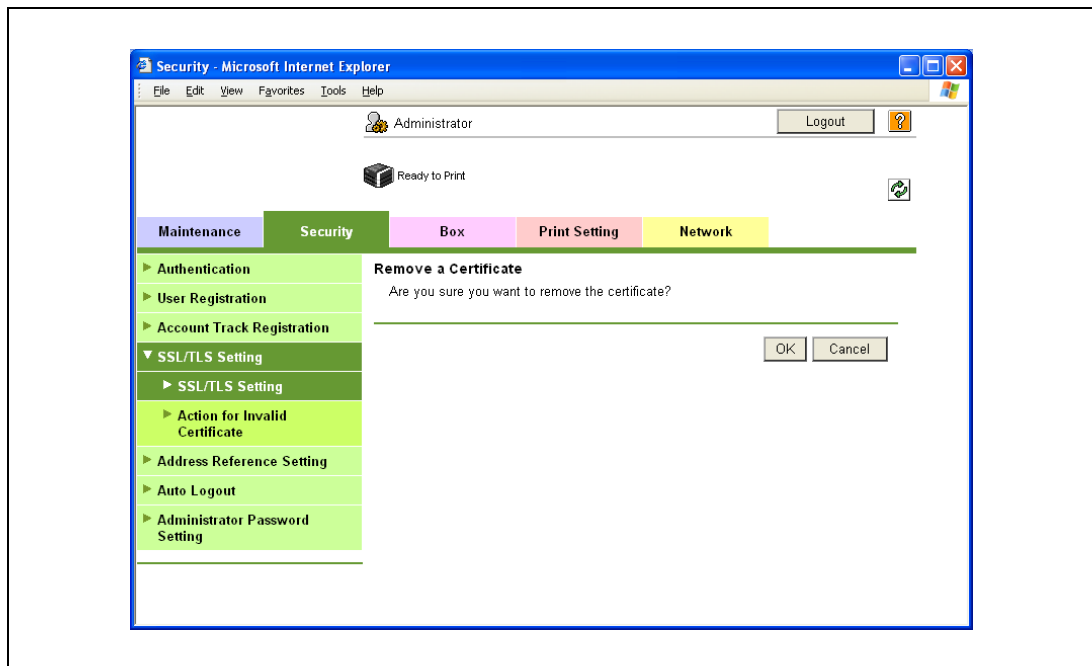 Security - Microsoft Internet Explorer
File Edit View Favorites Tools Help
Administrator
Logout
?
Ready to Print
Maintenance
Security
Box
Print Setting
Network
Authentication
User Registration
Account Track Registration
SSL/TLS Setting
SSL/TLS Setting
Action for Invalid
Certificate
Address Reference Setting
Auto Logout
Administrator Password
Setting
Remove a Certificate
Are you sure you want to remove the certificate?
OK
Cancel